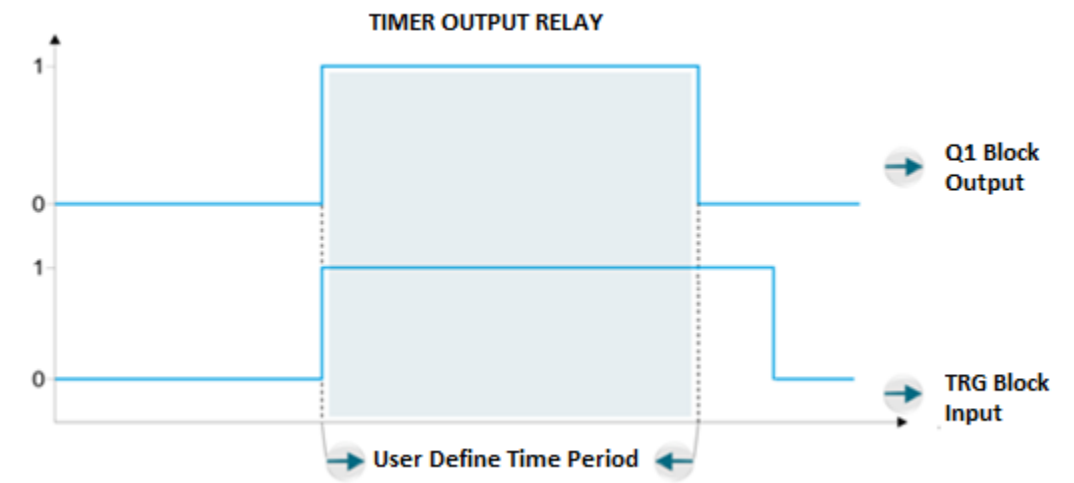 TIMER OUTPUT RELAY
1
0
Q1 Block
Output
1
0
TRG Block
Input
User Define Time Period